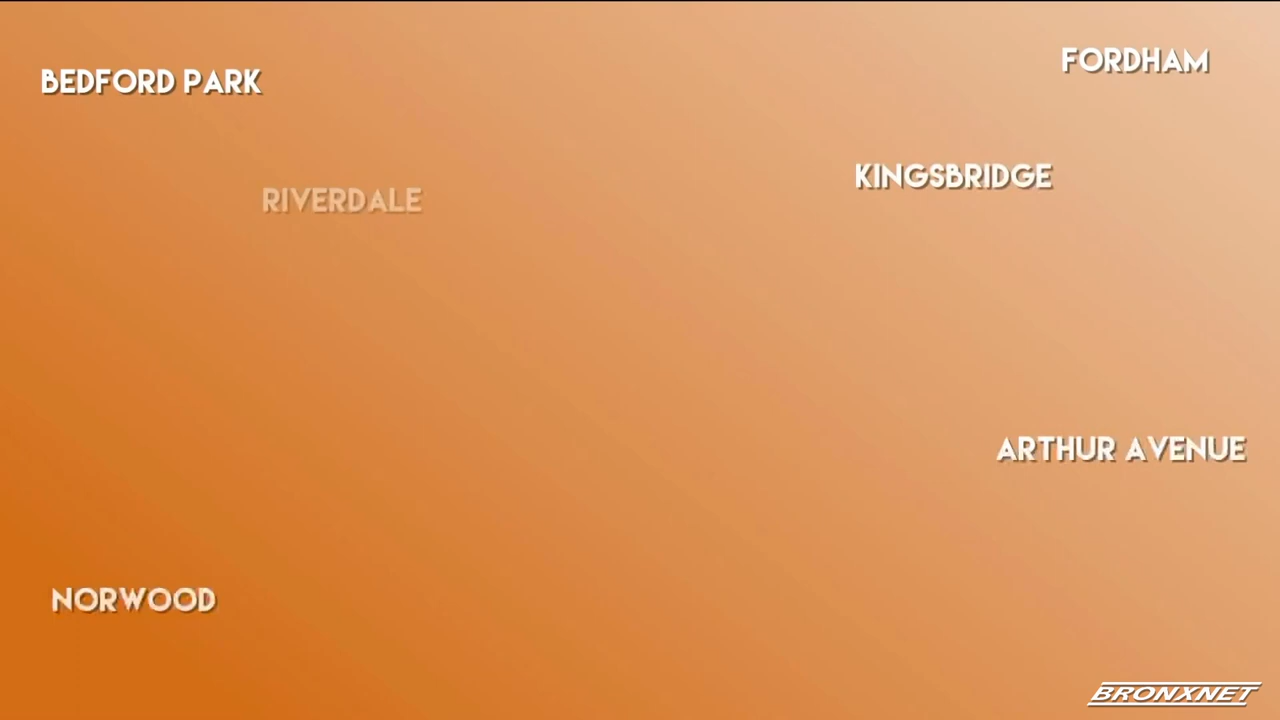 FORDHAM
BEDFORD PARK
KINGSBRIDGE
RIVERDALE
ARTHUR AVENUE
NORWOOD
BRONXNET